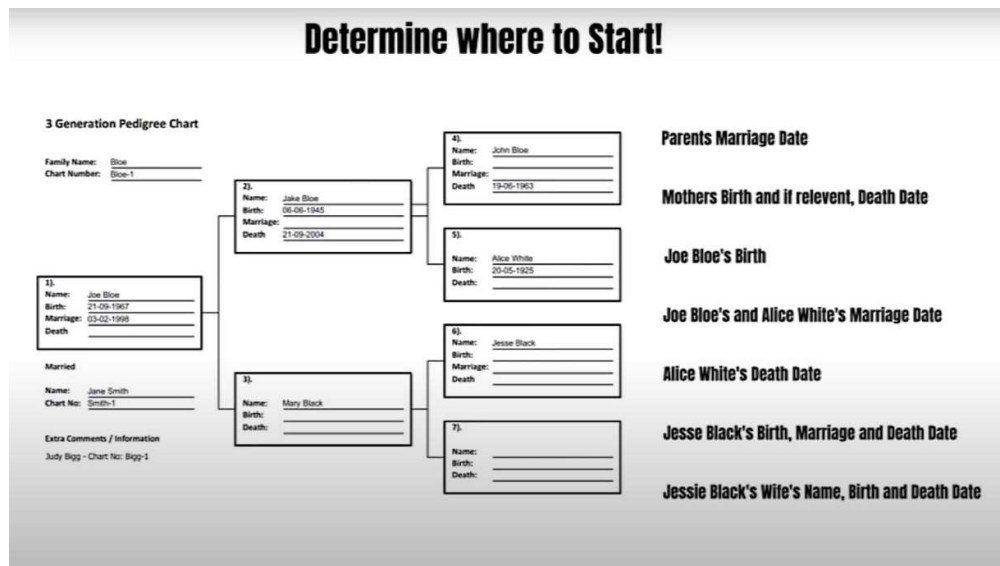 Determine where to Start!
3 Generation Pedigree Chart
Family Name: Bloe
Chart Number: Bloe-1
1).
Name: Joe Bloe
Birth: 21-09-1967
Marriage: 03-02-1998
Death
Married
Name: Jane Smith
Chart No: Smith-1
Extra Comments / Information
Judy Bigg - Chart No: Bigg-1
2).
Name: Jake Bloe
Birth: 06-06-1945
Marriage:
Death 21-09-2004
3).
Name: Mary Black
Birth:
Death:
4).
Name: John Bloe
Birth:
Marriage:
Death 19-06-1963
5).
Name: Alice White
Birth: 20-05-1925
Death:
6).
Name: Jesse Black
Birth:
Marriage:
Death
7).
Name:
Birth:
Death:
Parents Marriage Date
Mothers Birth and if relevent, Death Date
Joe Bloe's Birth
Joe Bloe's and Alice White's Marriage Date
Alice White's Death Date
Jesse Black's Birth, Marriage and Death Date
Jessie Black's Wife's Name, Birth and Death Date